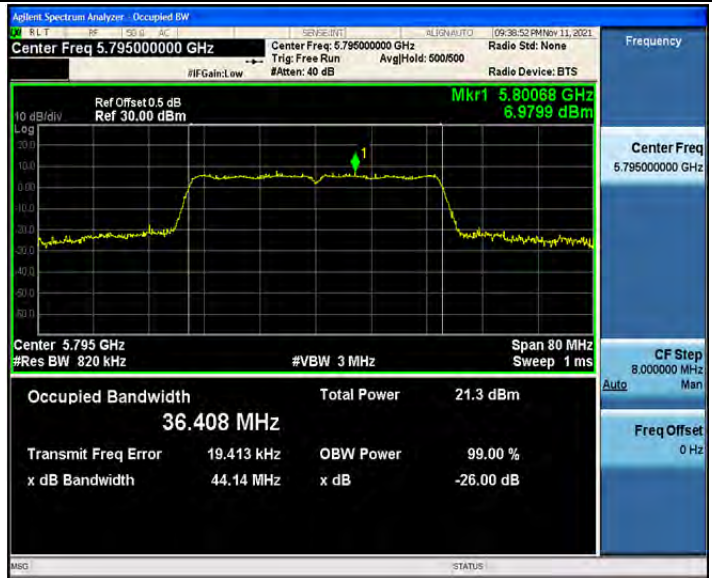 Agilent Spectrum Analyzer - Occupied BW
RL T RF 50 Ω AC SENSE:INT ALIGNAUTO 09:38:52 PM Nov 11, 2021
Center Freq 5.795000000 GHz
Center Freq: 5.795000000 GHz
Radio Std: None
Trig: Free Run Avg|Hold: 500/500
#IFGain:Low #Atten: 40 dB Radio Device: BTS
Frequency
Ref Offset 0.5 dB
Mkr1 5.80068 GHz
10 dB/div Ref 30.00 dBm
6.9799 dBm
Log
20.0
10.0
0.00
-10.0
-20.0
-30.0
-40.0
-50.0
-60.0
1
Center 5.795 GHz Span 80 MHz
#Res BW 820 kHz #VBW 3 MHz Sweep 1 ms
Occupied Bandwidth Total Power 21.3 dBm
36.408 MHz
Transmit Freq Error 19.413 kHz OBW Power 99.00 %
x dB Bandwidth 44.14 MHz x dB -26.00 dB
Center Freq
5.795000000 GHz
CF Step
8.000000 MHz
Auto Man
Freq Offset
0 Hz
MSG STATUS